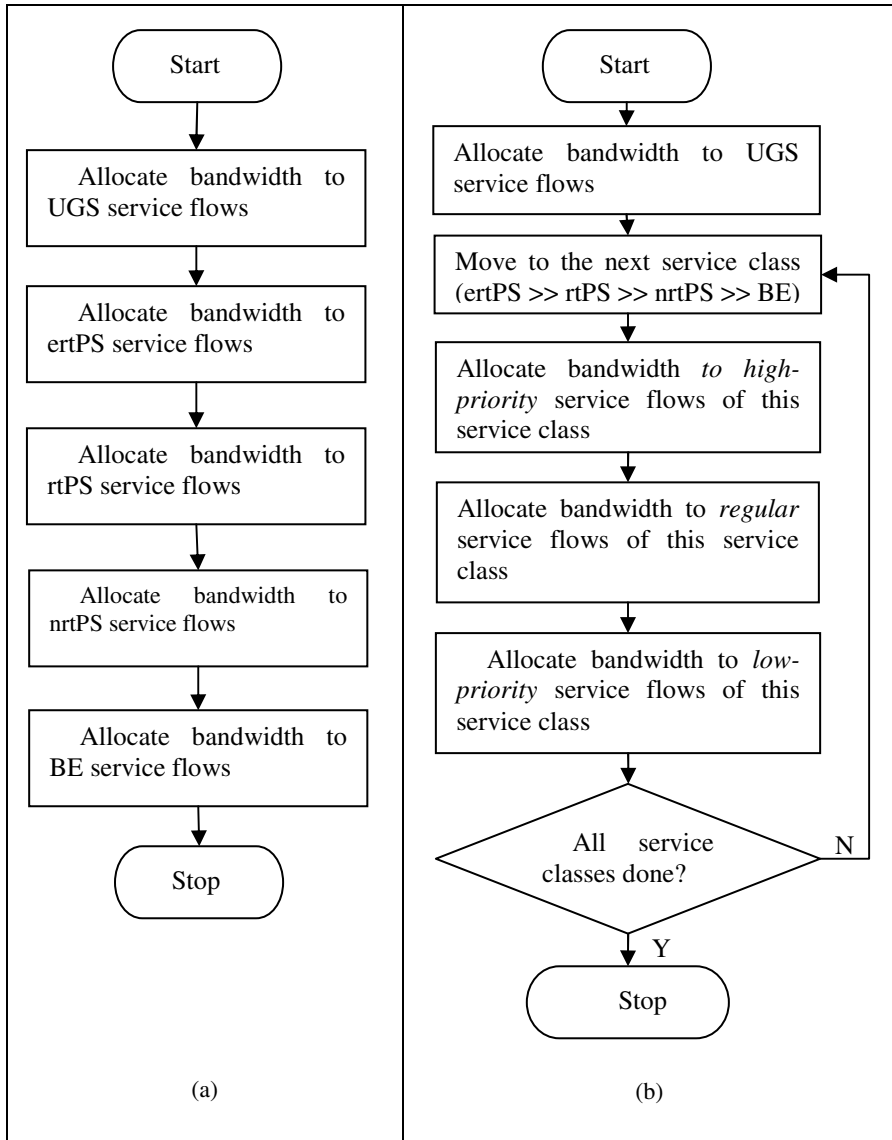 Start
Allocate bandwidth to
UGS service flows
Allocate bandwidth to
ertPS service flows
Allocate bandwidth to
rtPS service flows
Allocate bandwidth to
nrtPS service flows
Allocate bandwidth to
BE service flows
Stop
(a)
Start
Allocate bandwidth to UGS
service flows
Move to the next service class
(ertPS >> rtPS >> nrtPS >> BE)
Allocate bandwidth to high-
priority service flows of this
service class
Allocate bandwidth to regular
service flows of this service
class
Allocate bandwidth to low-
priority service flows of this
service class
All service
classes done?
N
Y
Stop
(b)